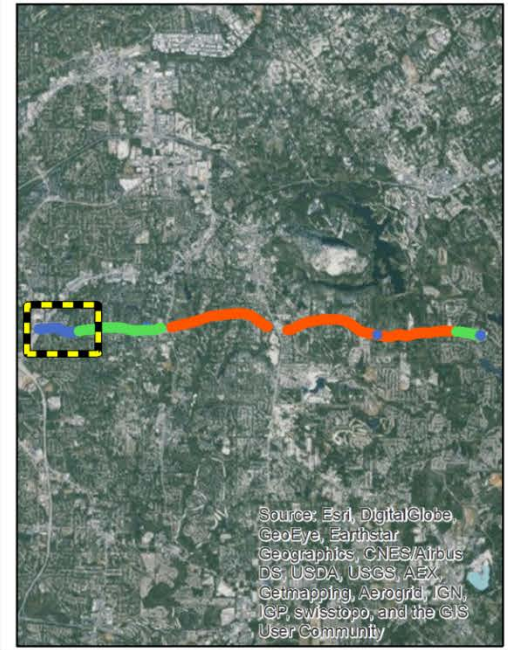 Source: Esri, DigitalGlobe,
GeoEye, Earthstar
Geographics, CNES/Airbus
DS, USDA, USGS, AEX,
Getmapping, Aerogrid, IGN,
IGP, swisstopo, and the GIS
User Community